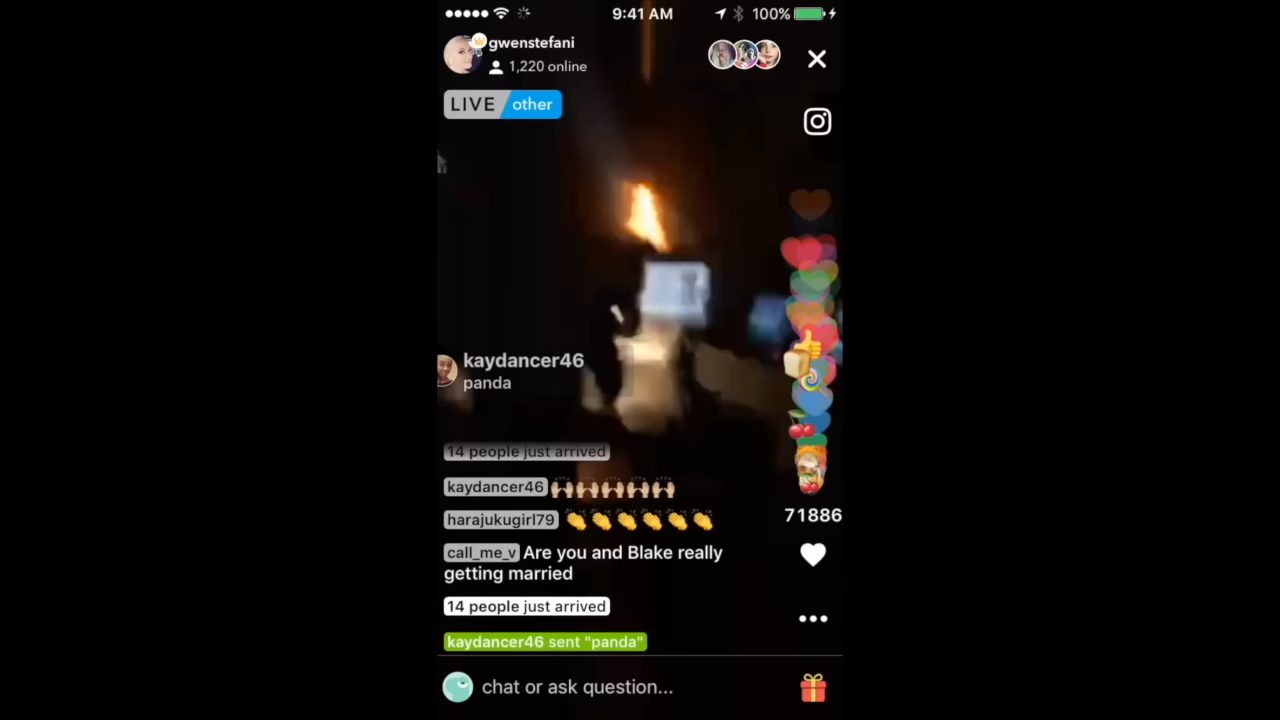 9:41 AM
100%
gwenstefani
1,220 online
LIVE other
kaydancer46
panda
14 people just arrived
kaydancer46
harajukugirl79
call_me_v Are you and Blake really
getting married
14 people just arrived
kaydancer46 sent "panda"
71886
chat or ask question...